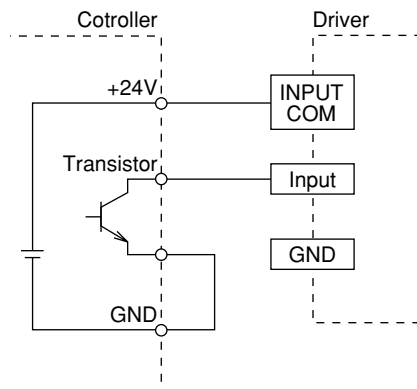 Cotroller
Driver
+24V
INPUT
COM
Transistor
Input
GND
GND